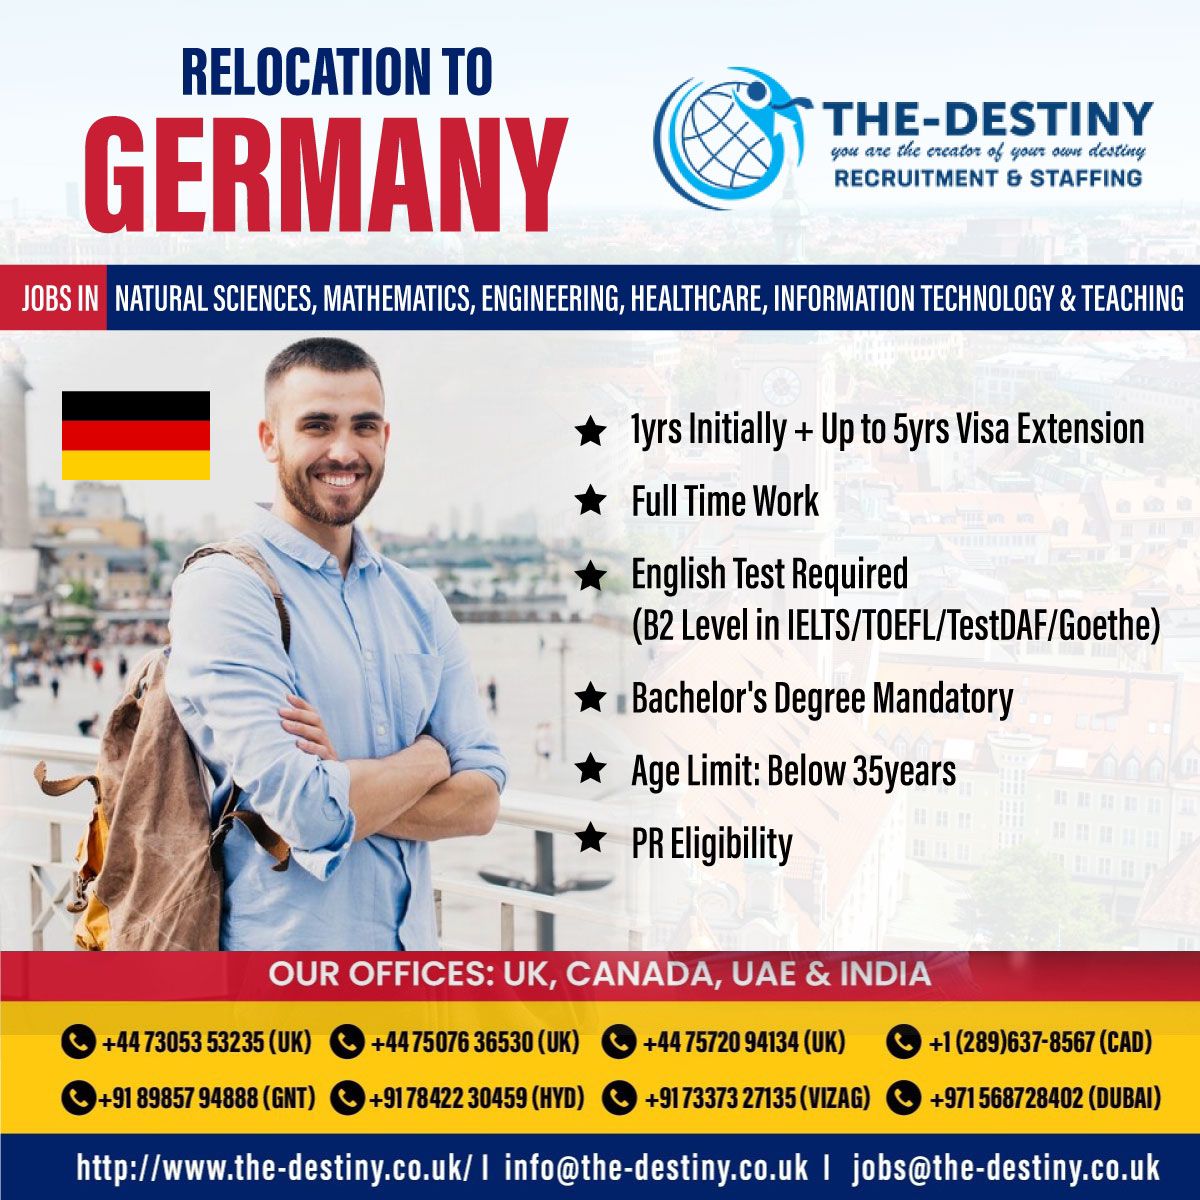 RELOCATION TO
GERMANY
THE-DESTINY
you are the creator of your own destiny
RECRUITMENT & STAFFING
JOBS IN NATURAL SCIENCES, MATHEMATICS, ENGINEERING, HEALTHCARE, INFORMATION TECHNOLOGY & TEACHING
1yrs Initially + Up to 5yrs Visa Extension
Full Time Work
English Test Required
(B2 Level in IELTS/TOEFL/TestDAF/Goethe)
Bachelor's Degree Mandatory
Age Limit: Below 35years
PR Eligibility
OUR OFFICES: UK, CANADA, UAE & INDIA
+44 73053 53235 (UK) +44 75076 36530 (UK) +44 75720 94134 (UK) +1 (289)637-8567 (CAD)
+91 89857 94888 (GNT) +91 78422 30459 (HYD) +91 73373 27135 (VIZAG) +971 568728402 (DUBAI)
http://www.the-destiny.co.uk/ | info@the-destiny.co.uk | jobs@the-destiny.co.uk